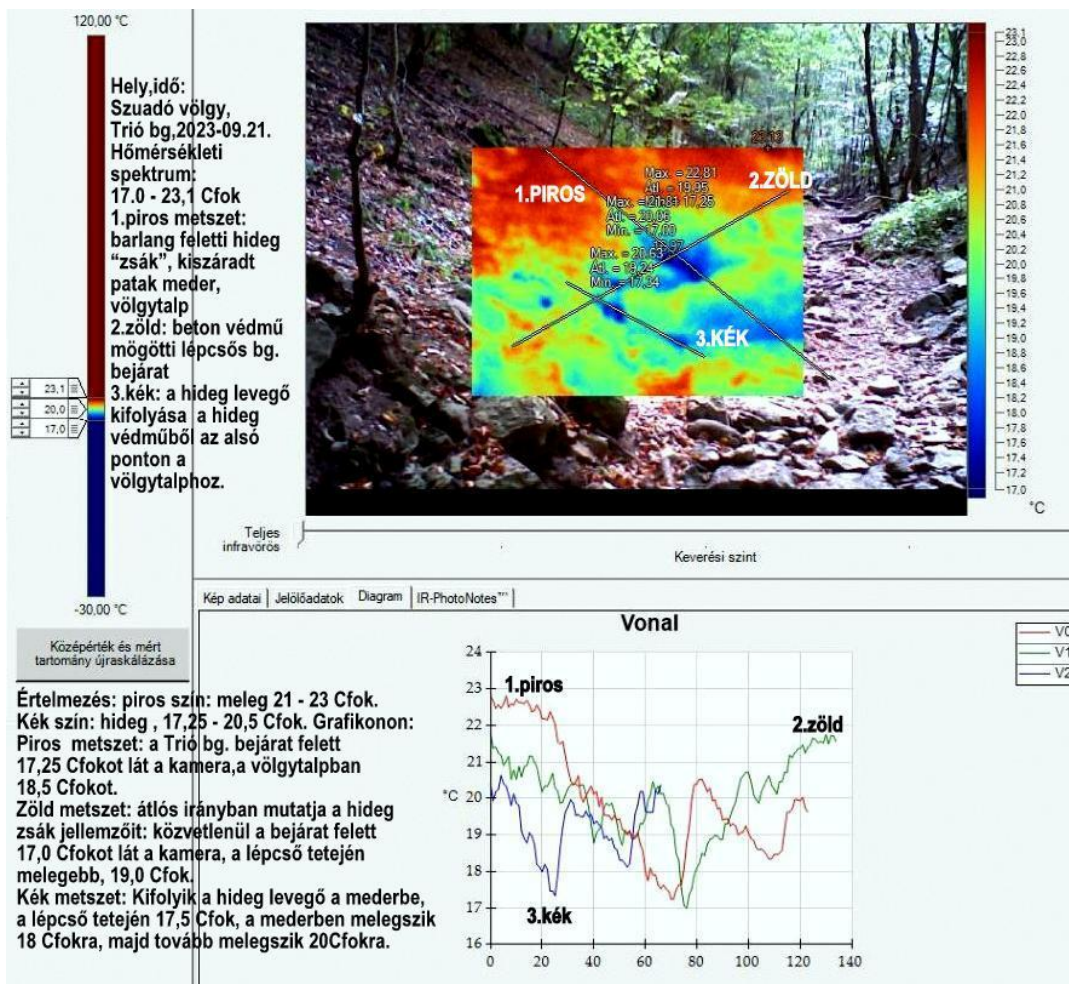 120,00 °C
Hely,idő:
Szuadó völgy,
Trió bg,2023-09.21.
Hőmérsékleti
spektrum:
17.0 - 23,1 Cfok
1.piros metszet:
barlang feletti hideg
“zsák”, kiszáradt
patak meder,
völgytalp
2.zöld: beton védmű
mögötti lépcsős bg.
bejárat
3.kék: a hideg levegő
kifolyása a hideg
védműből az alsó
ponton a
völgytalphoz.
23,1
20,0
17,0
-30,00 °C
Középérték és mért
tartomány újraskálázása
1.PIROS
2.ZÖLD
3.KÉK
Max. = 22,81
Átl. = 19,95
17,25
Átl. = 20,06
Min. = 17,00
Max. = 20,63
Átl. = 19,24
Min. = 17,34
23,1
23,0
22,8
22,6
22,4
22,2
22,0
21,8
21,6
21,4
21,2
21,0
20,8
20,6
20,4
20,2
20,0
19,8
19,6
19,4
19,2
19,0
18,8
18,6
18,4
18,2
18,0
17,8
17,6
17,4
17,2
17,0
°C
Teljes
infravörös
Keverési szint
Kép adatai | Jelölőadatok | Diagram | IR-PhotoNotes™
Vonal
V0
V1
V2
24
23
22
21
20
19
18
17
16
°C
1.piros
2.zöld
3.kék
0 20 40 60 80 100 120 140
Értelmezés: piros szín: meleg 21 - 23 Cfok.
Kék szín: hideg , 17,25 - 20,5 Cfok. Grafikonon:
Piros metszet: a Trió bg. bejárat felett
17,25 Cfokot lát a kamera,a völgytalpban
18,5 Cfokot.
Zöld metszet: átlós irányban mutatja a hideg
zsák jellemzőit: közvetlenül a bejárat felett
17,0 Cfokot lát a kamera, a lépcső tetején
melegebb, 19,0 Cfok.
Kék metszet: Kifolyik a hideg levegő a mederbe,
a lépcső tetején 17,5 Cfok, a mederben melegszik
18 Cfokra, majd tovább melegszik 20Cfokra.